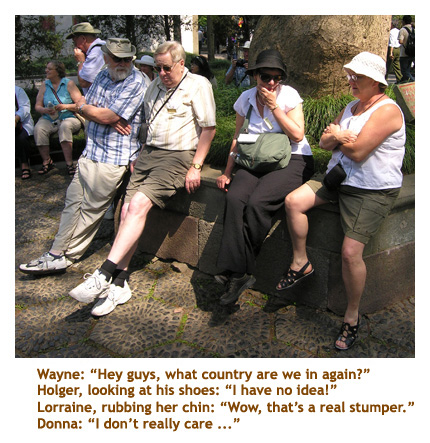 Wayne: “Hey guys, what country are we in again?”
Holger, looking at his shoes: “I have no idea!”
Lorraine, rubbing her chin: “Wow, that’s a real stumper.”
Donna: “I don’t really care ...”